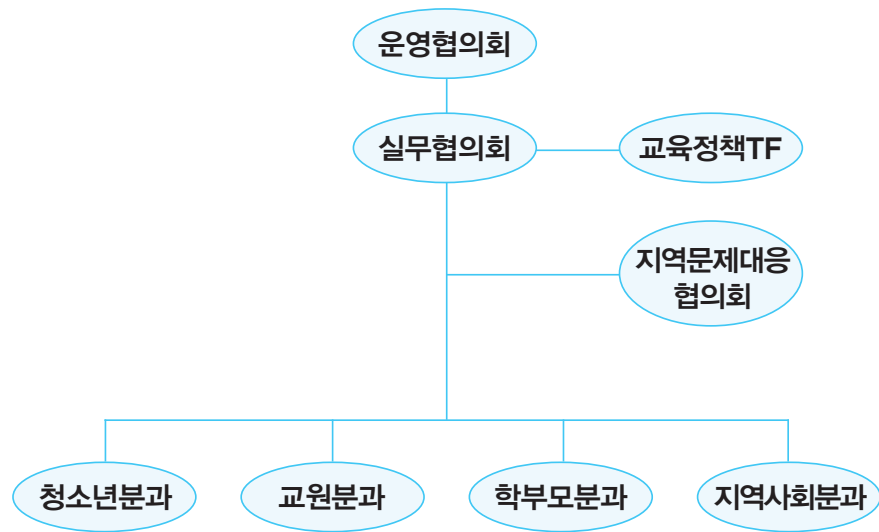 운영협의회
실무협의회
교육정책TF
지역문제대응
협의회
청소년분과
교원분과
학부모분과
지역사회분과